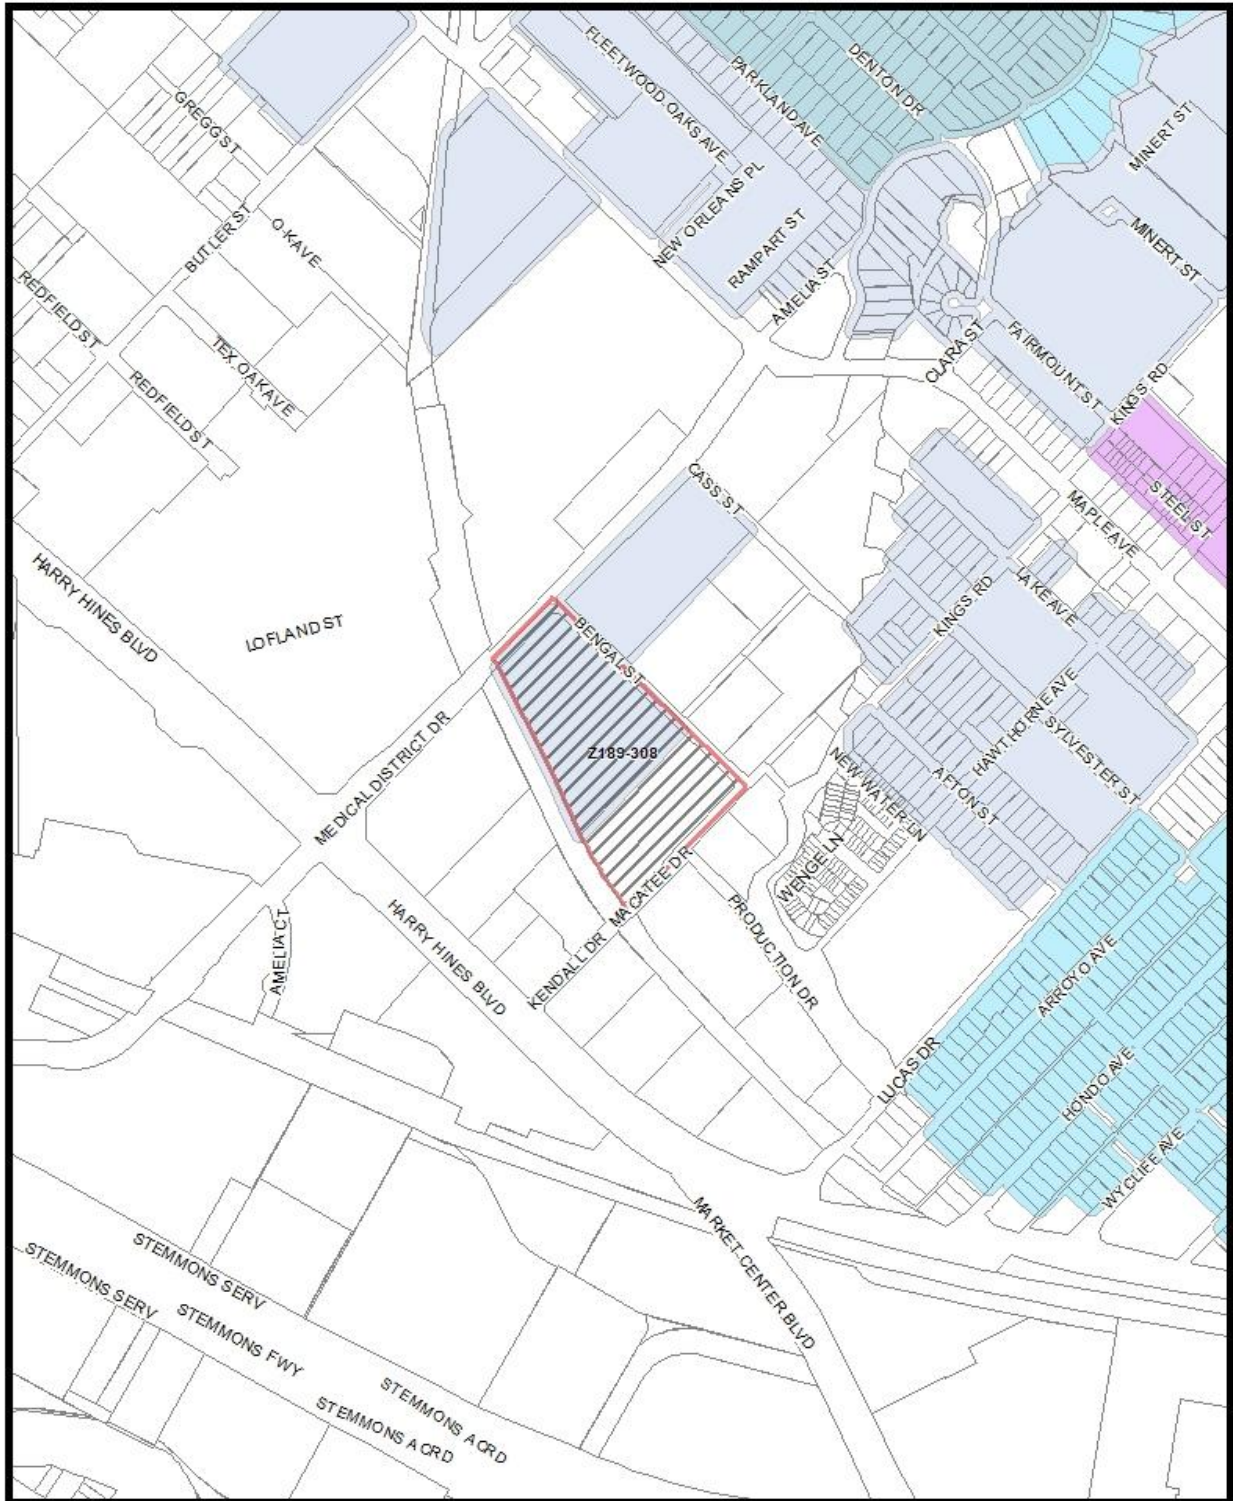 FLEETWOOD OAKS AVE
PARKLAND AVE
DENTON DR
GREGG ST
MINERT ST
BUTLER ST
O-K AVE
NEW ORLEANS PL
RAMPART ST
MINERT ST
AMELIA ST
REDFIELD ST
TEX OAK AVE
REDFIELD ST
CLARA ST
FAIRMOUNT ST
KINGS RD
CASS ST
STEEL ST
MAPLE AVE
HARRY HINES BLVD
LOFLAND ST
KINGS RD
LAKE AVE
BENGAL ST
Z189-308
HAWTHORNE AVE
SYLVESTER ST
MEDICAL DISTRICT DR
NEW WATER LN
AFTON ST
WENGE LN
MACATEE DR
PRODUCTION DR
AMELIA CT
HARRY HINES BLVD
KENDALL DR
ARROYO AVE
LUCAS DR
HONDO AVE
WYCLIFF AVE
MARKET CENTER BLVD
STEMMONS SERV
STEMMONS SERV
STEMMONS FWY
STEMMONS A CRD
STEMMONS A CRD